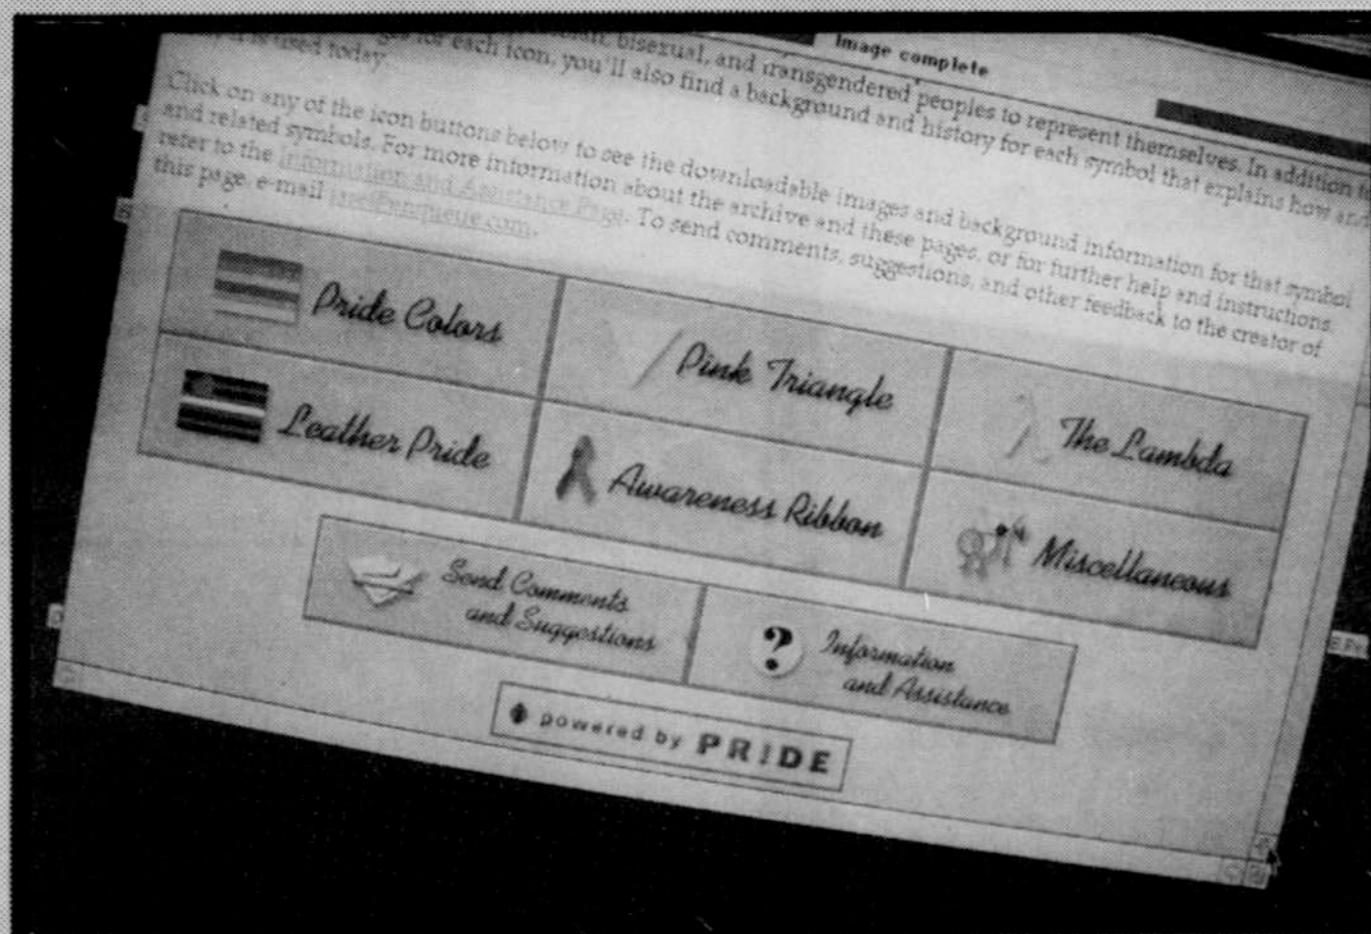 Image complete
bisexual, and transgendered peoples to represent themselves. In addition
for each icon, you'll also find a background and history for each symbol that explains how and
is used today.
Click on any of the icon buttons below to see the downloadable images and background information for that symbol
and related symbols. For more information about the archive and these pages, or for further help and instructions,
refer to the Information and Assistance Page. To send comments, suggestions, and other feedback to the creator of
this page, e-mail
Pride Colors
Pink Triangle
The Lambda
Leather Pride
Awareness Ribbon
Miscellaneous
Send Comments
and Suggestions
?
Information
and Assistance
powered by PRIDE